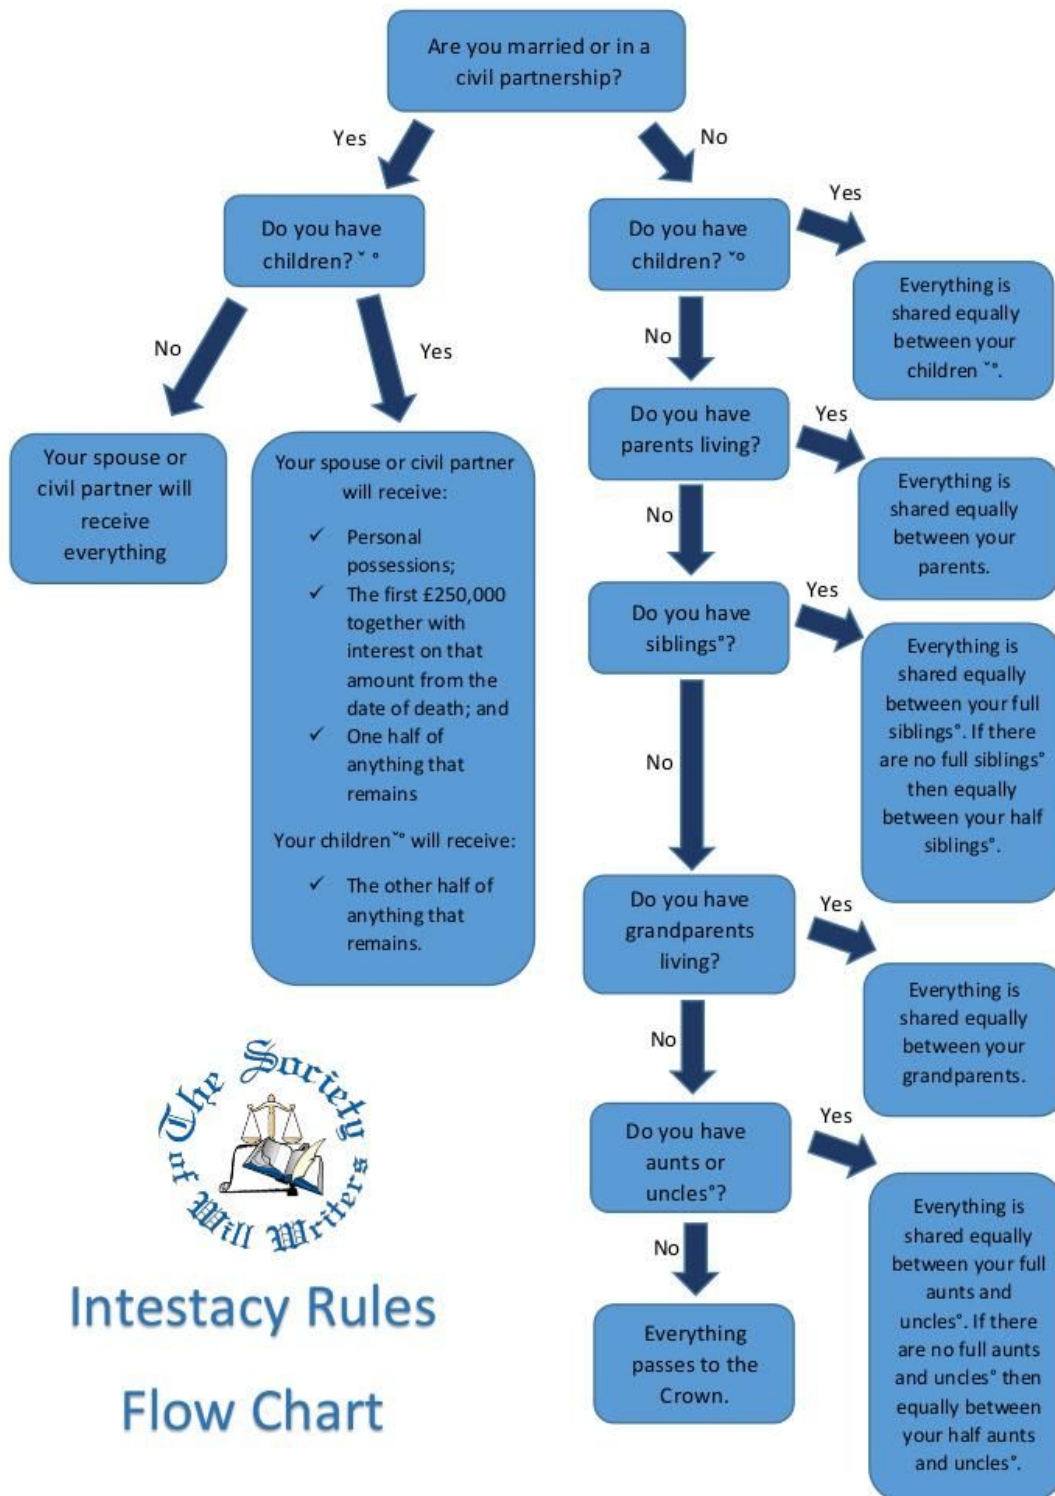 Are you married or in a
civil partnership?
Yes
No
Do you have
children? ˇ °
Do you have
children? ˇ°
Yes
Everything is
shared equally
between your
children ˇ°.
No
Yes
No
Your spouse or
civil partner will
receive
everything
Your spouse or civil partner
will receive:
✓ Personal
possessions;
✓ The first £250,000
together with
interest on that
amount from the
date of death; and
✓ One half of
anything that
remains
Your childrenˇ° will receive:
✓ The other half of
anything that
remains.
Do you have
parents living?
Yes
Everything is
shared equally
between your
parents.
No
Do you have
siblings°?
Yes
Everything is
shared equally
between your full
siblings°. If there
are no full siblings°
then equally
between your half
siblings°.
No
Do you have
grandparents
living?
Yes
Everything is
shared equally
between your
grandparents.
No
Do you have
aunts or
uncles°?
Yes
Everything is
shared equally
between your full
aunts and
uncles°. If there
are no full aunts
and uncles° then
equally between
your half aunts
and uncles°.
No
Everything
passes to the
Crown.
The Society
of Will Writers
Intestacy Rules
Flow Chart